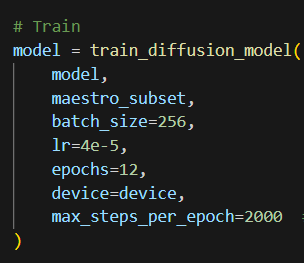 # Train
model = train_diffusion_model(
    model,
    maestro_subset,
    batch_size=256,
    lr=4e-5,
    epochs=12,
    device=device,
    max_steps_per_epoch=2000
)